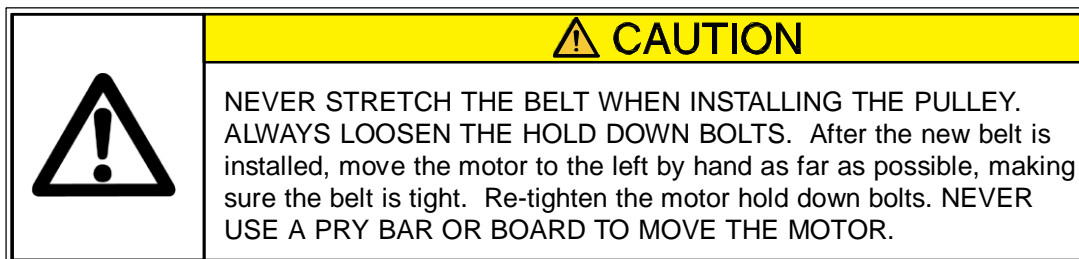 CAUTION
NEVER STRETCH THE BELT WHEN INSTALLING THE PULLEY.
ALWAYS LOOSEN THE HOLD DOWN BOLTS.  After the new belt is
installed, move the motor to the left by hand as far as possible, making
sure the belt is tight.  Re-tighten the motor hold down bolts. NEVER
USE A PRY BAR OR BOARD TO MOVE THE MOTOR.